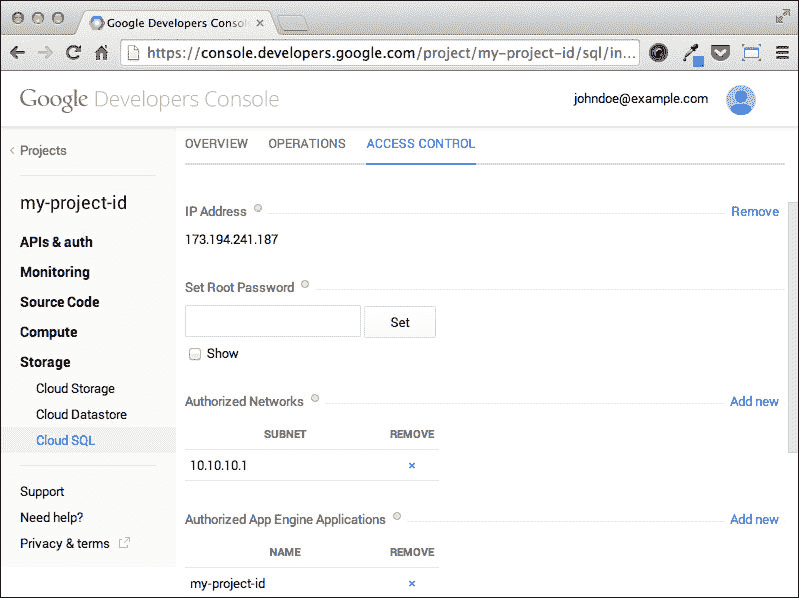 Google Developers Conso
https://console.developers.google.com/project/my-project-id/sql/in...
Google Developers Console
johndoe@example.com
Projects
my-project-id
APIs & auth
Monitoring
Source Code
Compute
Storage
Cloud Storage
Cloud Datastore
Cloud SQL
Support
Need help?
Privacy & terms
OVERVIEW OPERATIONS ACCESS CONTROL
IP Address Remove
173.194.241.187
Set Root Password
Set
Show
Authorized Networks Add new
SUBNET REMOVE
10.10.10.1 ×
Authorized App Engine Applications Add new
NAME REMOVE
my-project-id ×